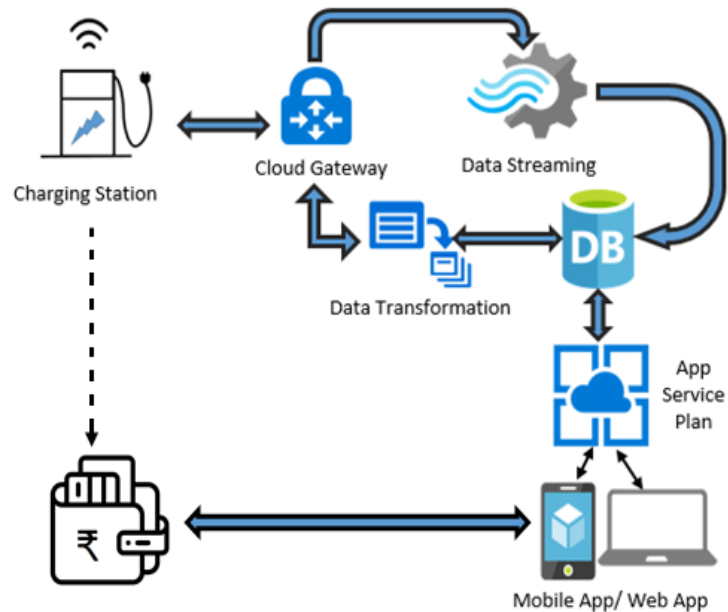 Cloud Gateway
Data Streaming
Charging Station
DB
Data Transformation
App
Service
Plan
₹
Mobile App/ Web App